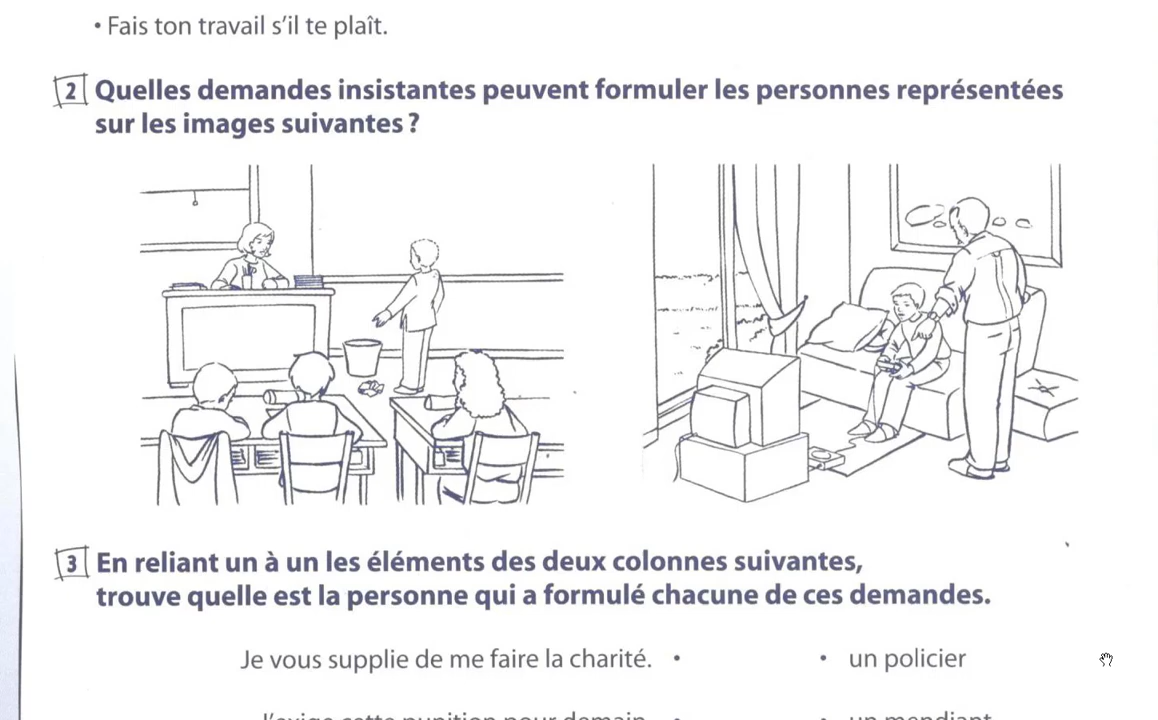 • Fais ton travail s'il te plaît.
2 Quelles demandes insistantes peuvent formuler les personnes représentées
sur les images suivantes ?
3 En reliant un à un les éléments des deux colonnes suivantes,
trouve quelle est la personne qui a formulé chacune de ces demandes.
Je vous supplie de me faire la charité. • • un policier